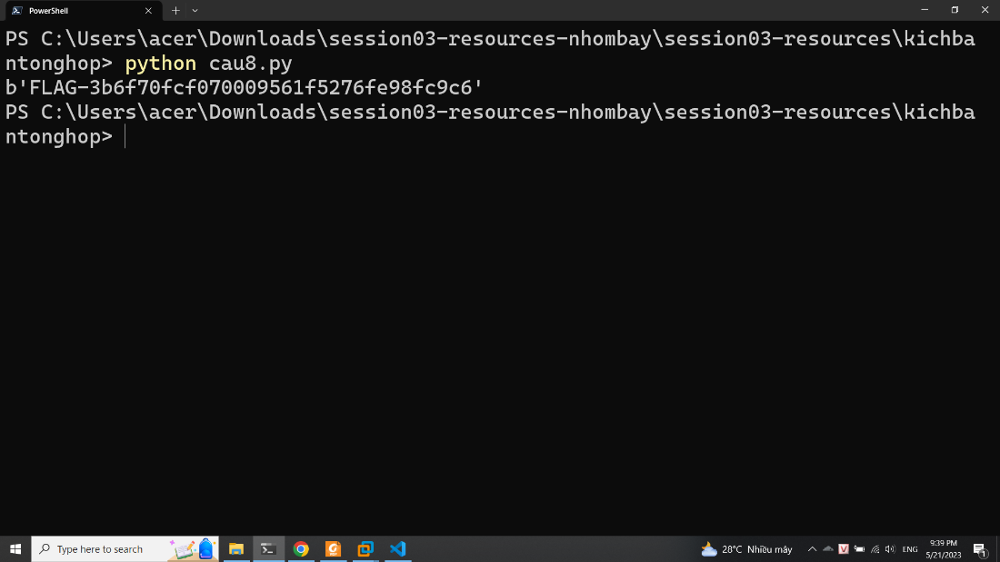 PowerShell
PS C:\Users\acer\Downloads\session03-resources-nhombay\session03-resources\kichba
ntonghop> python cau8.py
b'FLAG-3b6f70fcf070009561f5276fe98fc9c6'
PS C:\Users\acer\Downloads\session03-resources-nhombay\session03-resources\kichba
ntonghop>
Type here to search
28°C Nhiều mây
V
ENG
9:39 PM
5/21/2023
1